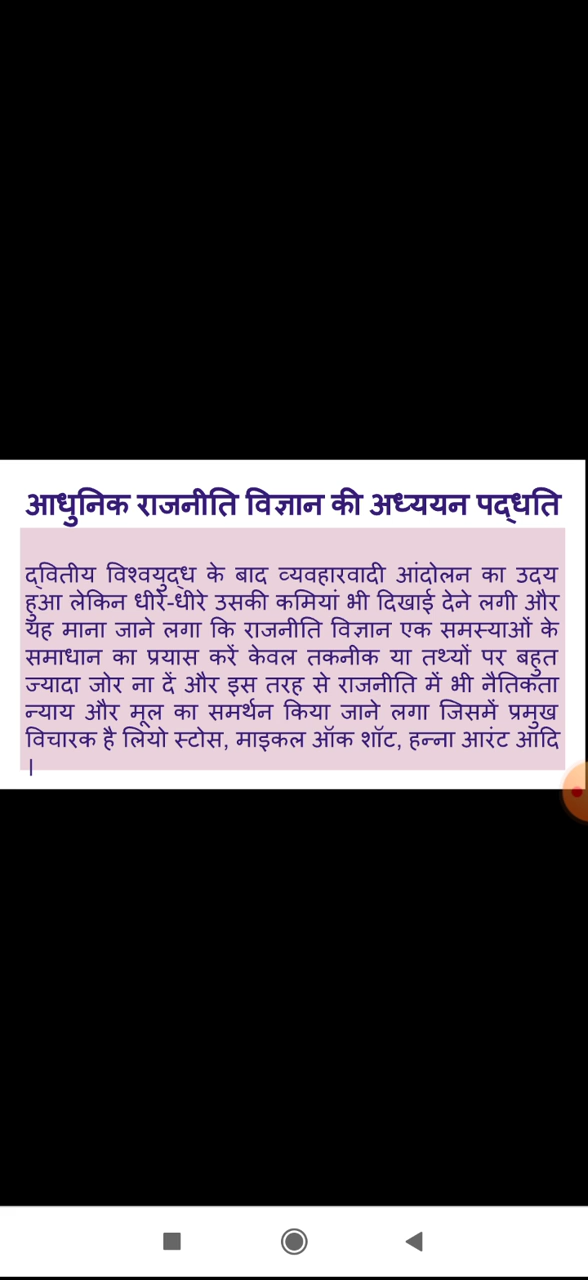 आधुनिक राजनीति विज्ञान की अध्ययन पद्धति
द्वितीय विश्वयुद्ध के बाद व्यवहारवादी आंदोलन का उदय
हुआ लेकिन धीरे-धीरे उसकी कमियां भी दिखाई देने लगी और
यह माना जाने लगा कि राजनीति विज्ञान एक समस्याओं के
समाधान का प्रयास करें केवल तकनीक या तथ्यों पर बहुत
ज्यादा जोर ना दें और इस तरह से राजनीति में भी नैतिकता
न्याय और मूल का समर्थन किया जाने लगा जिसमें प्रमुख
विचारक है लियो स्टोस, माइकल ऑक शॉट, हन्ना आरंट आदि
।